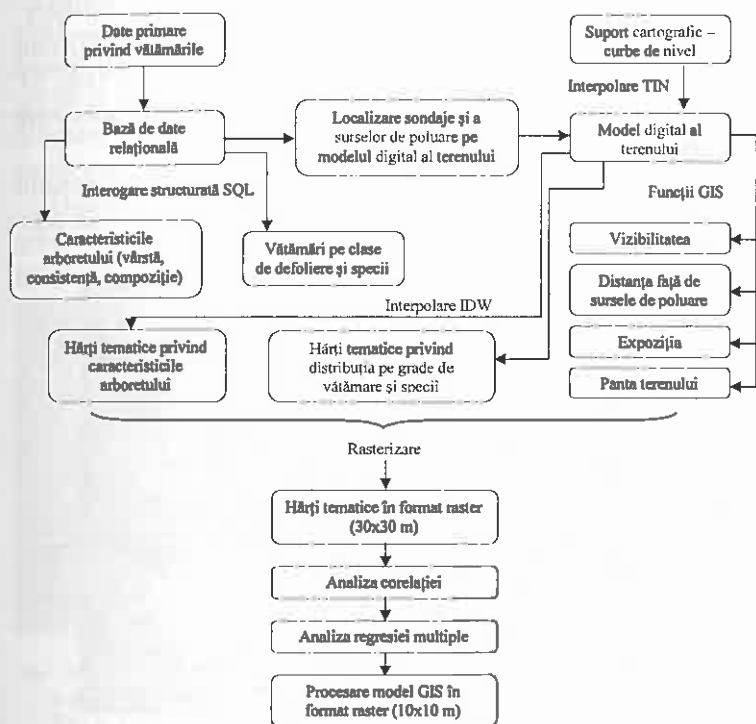 Date primare
privind vătămările
Suport cartografic –
curbe de nivel
Interpolare TIN
Bază de date
relațională
Localizare sondaje și a
surselor de poluare pe
modelul digital al terenului
Model digital al
terenului
Interogare structurată SQL
Funcții GIS
Caracteristicile
arboretului (vârstă,
consistență, compoziție)
Vătămări pe clase
de defoliere și specii
Vizibilitatea
Distanța față de
sursele de poluare
Interpolare IDW
Hărți tematice privind
caracteristicile
arboretului
Hărți tematice privind
distribuția pe grade de
vătămare și specii
Expoziția
Panta terenului
Rasterizare
Hărți tematice în format raster
(30x30 m)
Analiza corelației
Analiza regresiei multiple
Procesare model GIS în
format raster (10x10 m)